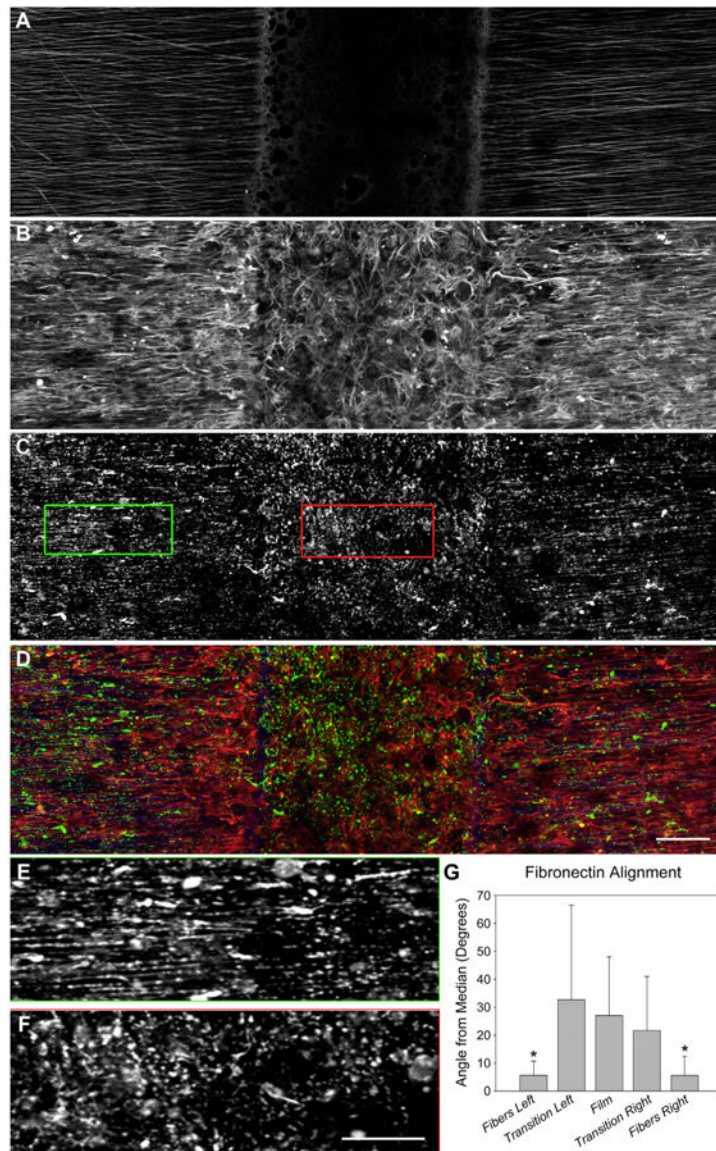 A
B
C
D
E
G
Fibronectin Alignment
70
60
50
40
30
20
10
0
Angle from Median (Degrees)
*
*
Fibers Left
Transition Left
Film
Transition Right
Fibers Right
F